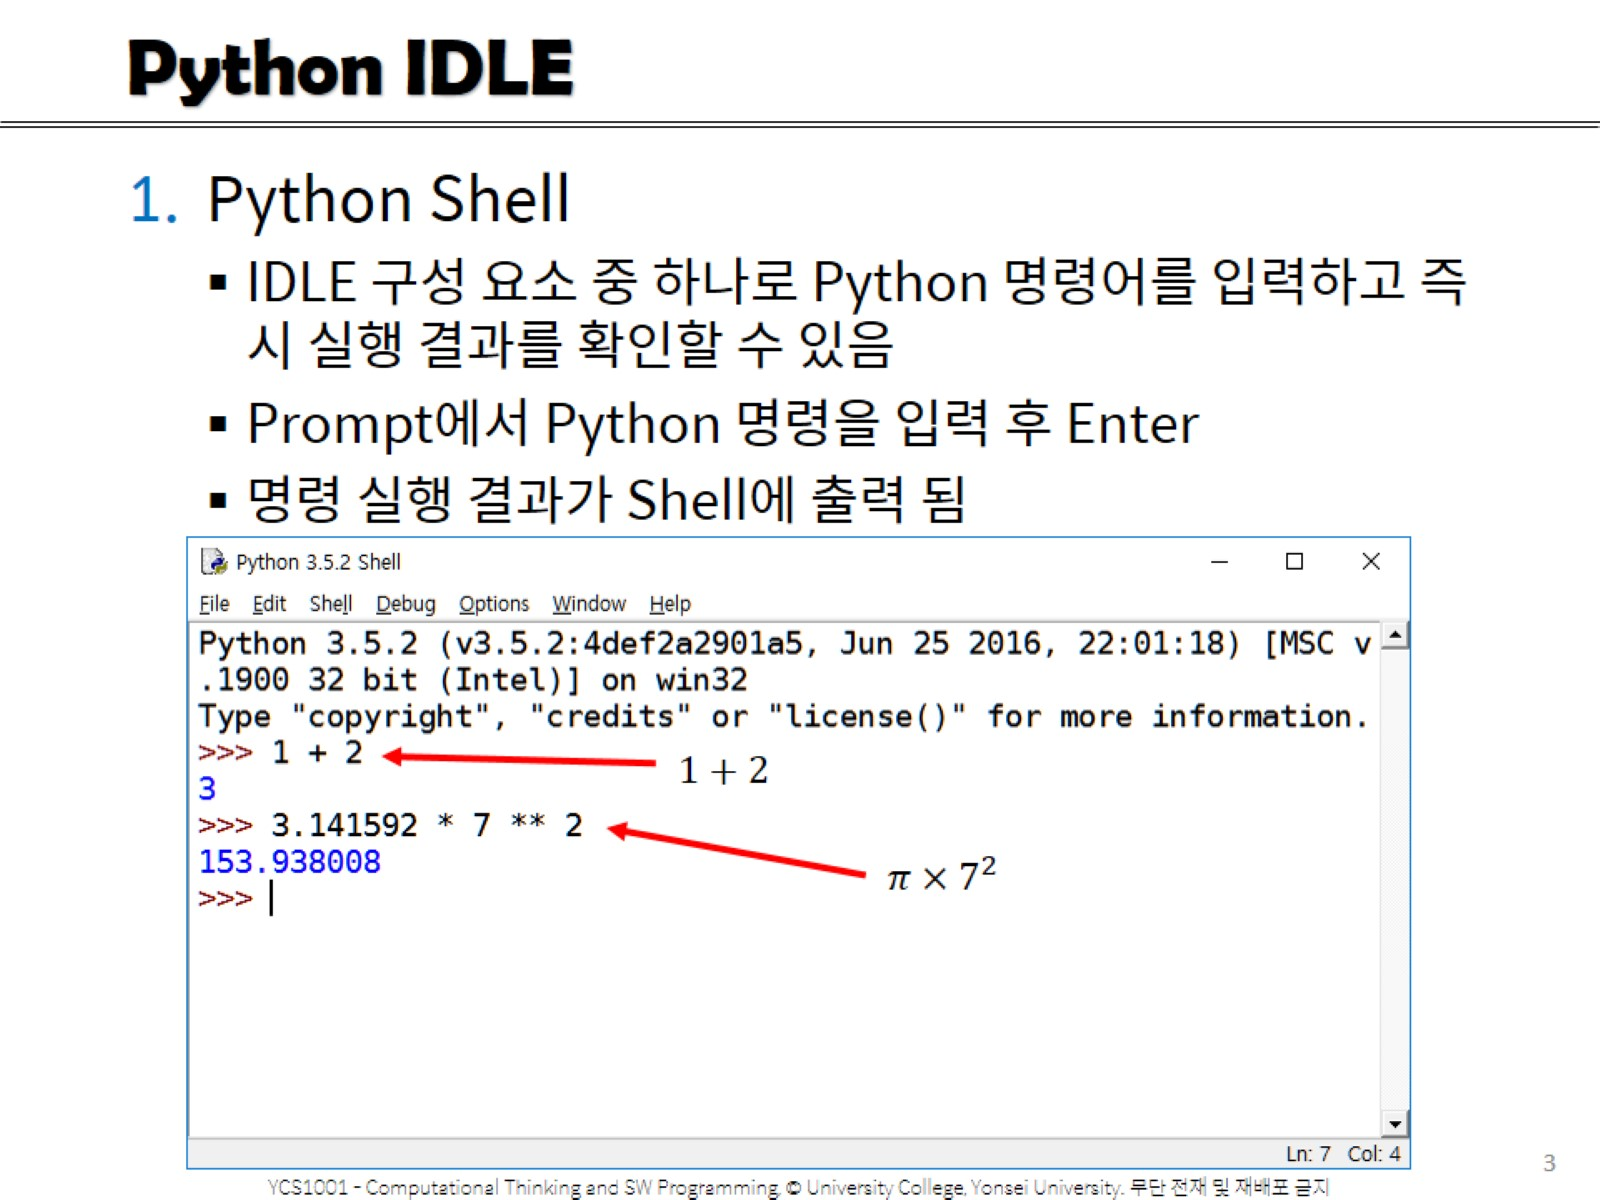 Python IDLE
1. Python Shell
▪ IDLE 구성 요소 중 하나로 Python 명령어를 입력하고 즉
시 실행 결과를 확인할 수 있음
▪ Prompt에서 Python 명령을 입력 후 Enter
▪ 명령 실행 결과가 Shell에 출력 됨
Python 3.5.2 Shell
File Edit Shell Debug Options Window Help
Python 3.5.2 (v3.5.2:4def2a2901a5, Jun 25 2016, 22:01:18) [MSC v
.1900 32 bit (Intel)] on win32
Type "copyright", "credits" or "license()" for more information.
>>> 1 + 2
1 + 2
3
>>> 3.141592 * 7 ** 2
153.938008
π × 7²
>>>
Ln: 7 Col: 4
3
YCS1001 - Computational Thinking and SW Programming, © University College, Yonsei University. 무단 전재 및 재배포 금지